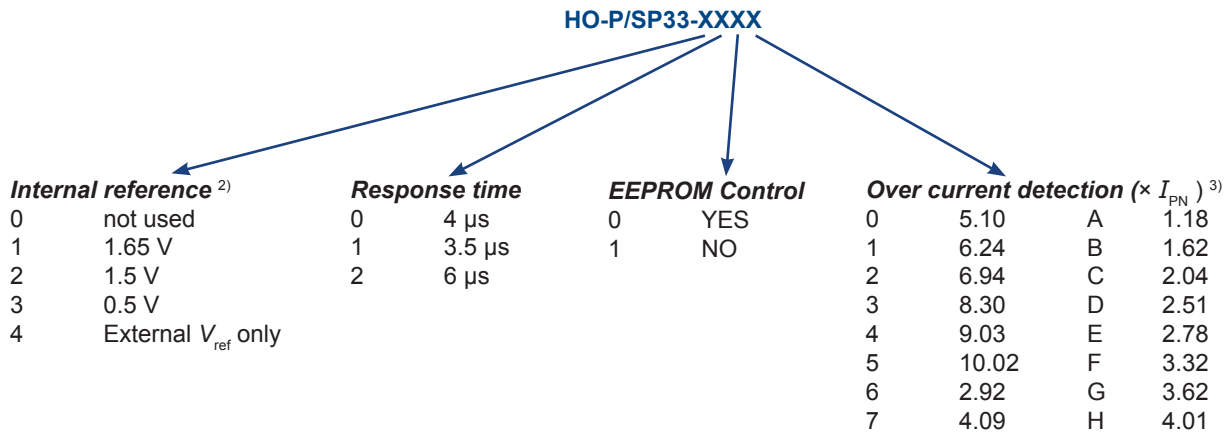 HO-P/SP33-XXXX
Internal reference 2)
0 not used
1 1.65 V
2 1.5 V
3 0.5 V
4 External Vref only
Response time
0 4 µs
1 3.5 µs
2 6 µs
EEPROM Control
0 YES
1 NO
Over current detection (× IPN ) 3)
0 5.10 A 1.18
1 6.24 B 1.62
2 6.94 C 2.04
3 8.30 D 2.51
4 9.03 E 2.78
5 10.02 F 3.32
6 2.92 G 3.62
7 4.09 H 4.01